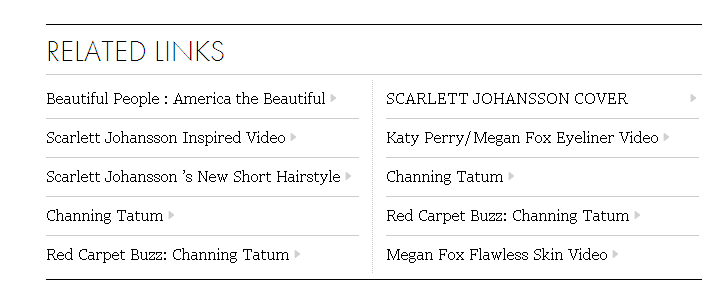 RELATED LINKS
Beautiful People : America the Beautiful
Scarlett Johansson Inspired Video
Scarlett Johansson 's New Short Hairstyle
Channing Tatum
Red Carpet Buzz: Channing Tatum
SCARLETT JOHANSSON COVER
Katy Perry/Megan Fox Eyeliner Video
Channing Tatum
Red Carpet Buzz: Channing Tatum
Megan Fox Flawless Skin Video